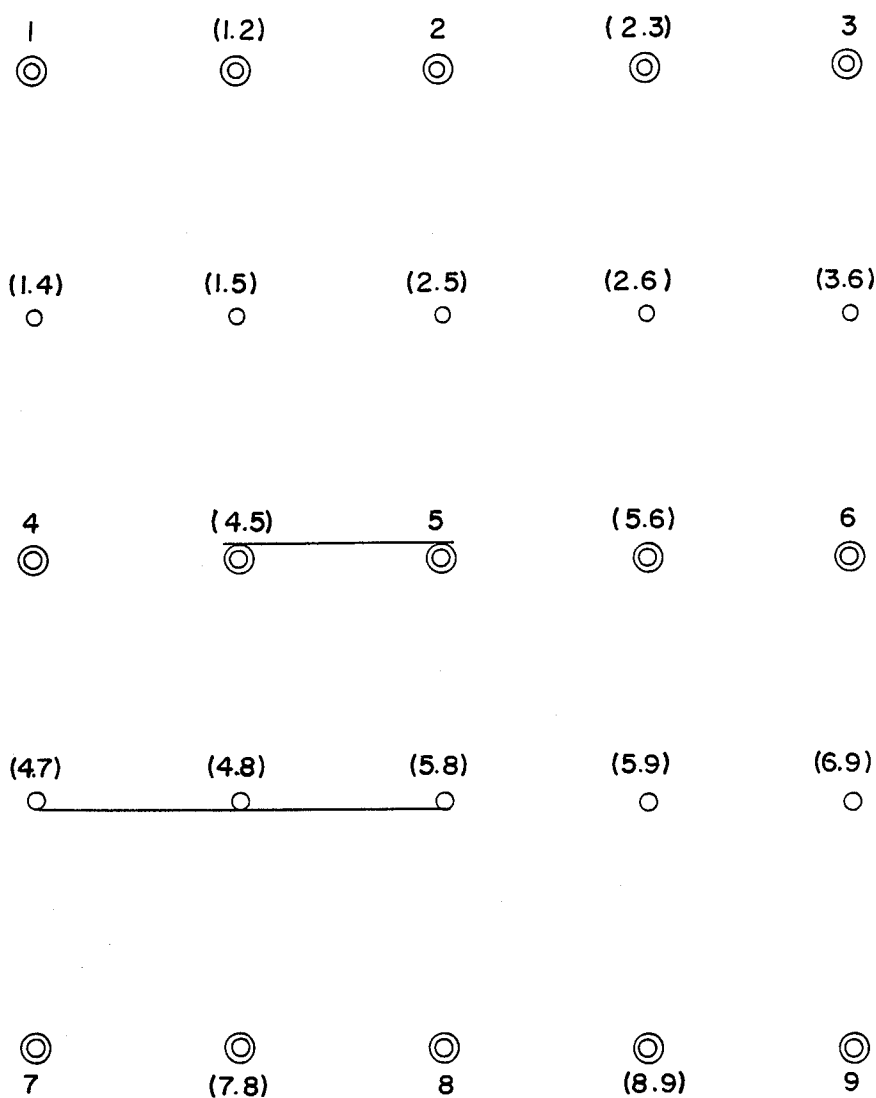 1 (1.2) 2 (2.3) 3
(1.4) (1.5) (2.5) (2.6) (3.6)
4 (4.5) 5 (5.6) 6
(4.7) (4.8) (5.8) (5.9) (6.9)
7 (7.8) 8 (8.9) 9